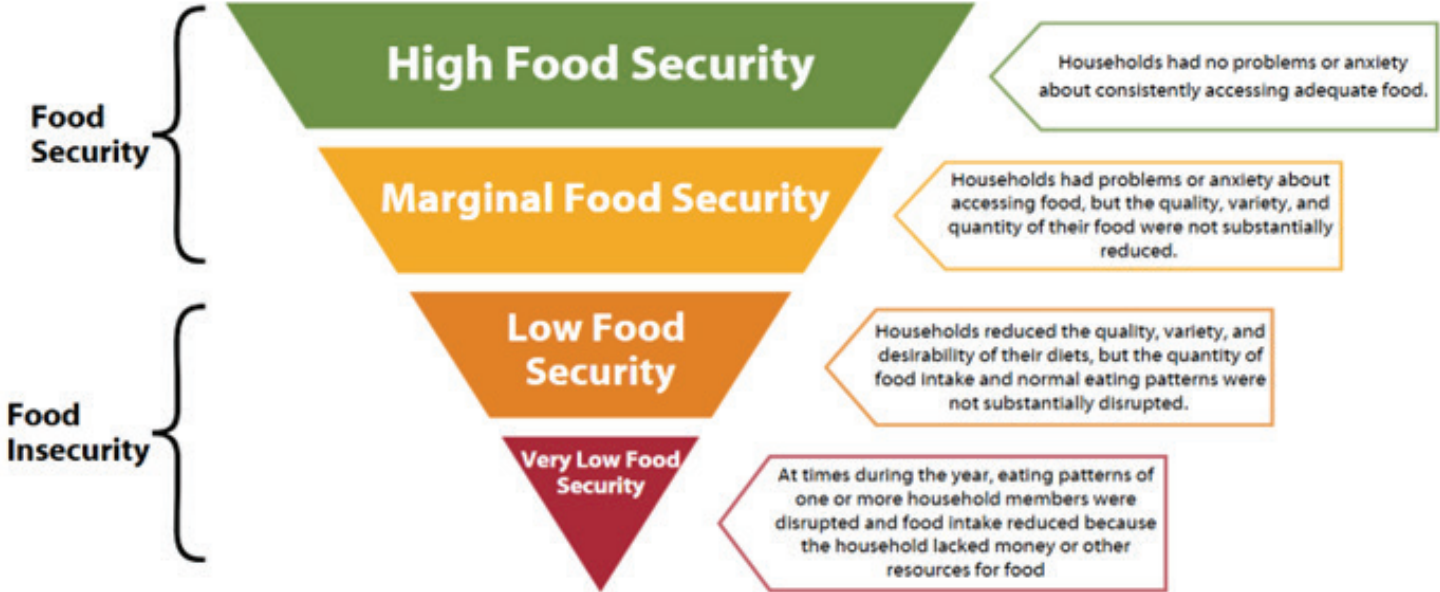 Food
Security
High Food Security
Households had no problems or anxiety
about consistently accessing adequate food.
Marginal Food Security
Households had problems or anxiety about
accessing food, but the quality, variety, and
quantity of their food were not substantially
reduced.
Food
Insecurity
Low Food
Security
Households reduced the quality, variety, and
desirability of their diets, but the quantity of
food intake and normal eating patterns were
not substantially disrupted.
Very Low Food
Security
At times during the year, eating patterns of
one or more household members were
disrupted and food intake reduced because
the household lacked money or other
resources for food